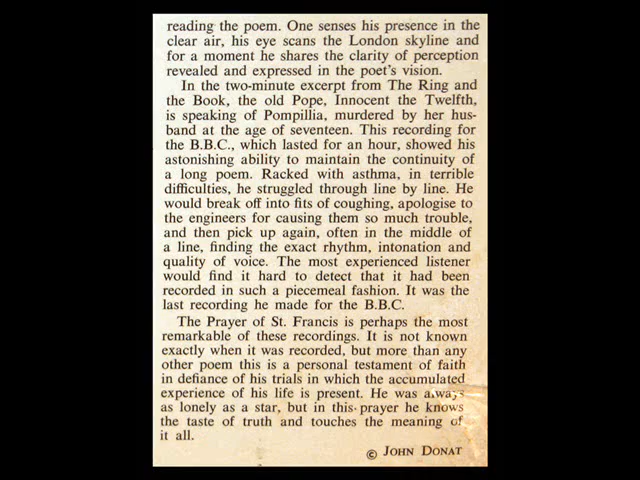 reading the poem. One senses his presence in the
clear air, his eye scans the London skyline and
for a moment he shares the clarity of perception
revealed and expressed in the poet's vision.
In the two-minute excerpt from The Ring and
the Book, the old Pope, Innocent the Twelfth,
is speaking of Pompillia, murdered by her hus-
band at the age of seventeen. This recording for
the B.B.C., which lasted for an hour, showed his
astonishing ability to maintain the continuity of
a long poem. Racked with asthma, in terrible
difficulties, he struggled through line by line. He
would break off into fits of coughing, apologise to
the engineers for causing them so much trouble,
and then pick up again, often in the middle of
a line, finding the exact rhythm, intonation and
quality of voice. The most experienced listener
would find it hard to detect that it had been
recorded in such a piecemeal fashion. It was the
last recording he made for the B.B.C.
The Prayer of St. Francis is perhaps the most
remarkable of these recordings. It is not known
exactly when it was recorded, but more than any
other poem this is a personal testament of faith
in defiance of his trials in which the accumulated
experience of his life is present. He was always
as lonely as a star, but in this prayer he knows
the taste of truth and touches the meaning of
it all.
© JOHN DONAT